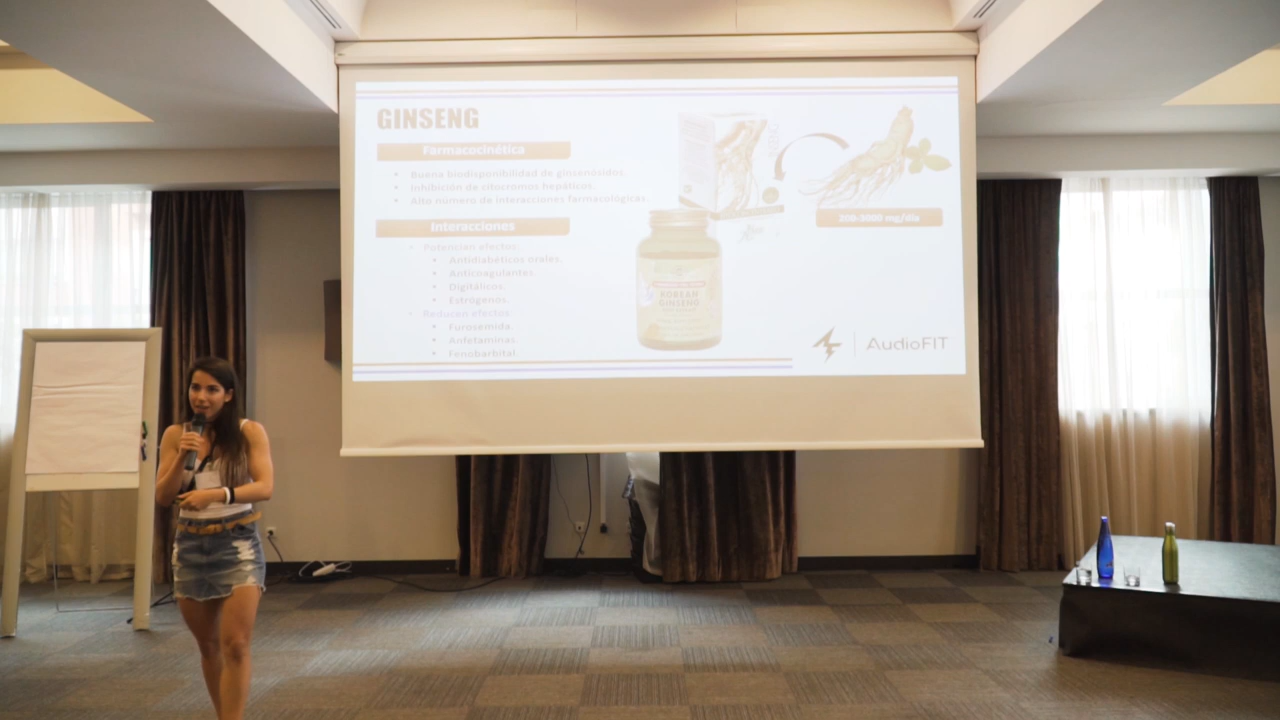 GINSENG
Farmacocinética
Buena biodisponibilidad de ginsenósidos.
Inhibición de citocromos hepáticos.
Alto número de interacciones farmacológicas.
Interacciones
Potencian efecto:
Antidiabéticos orales.
Anticoagulantes
Digitálicos.
Estrógenos.
Reducen efectos:
Furosemida.
Anfetaminas.
Fenobarbital.
KOREAN
GINSENG
200-3000 mg/día
AudioFIT